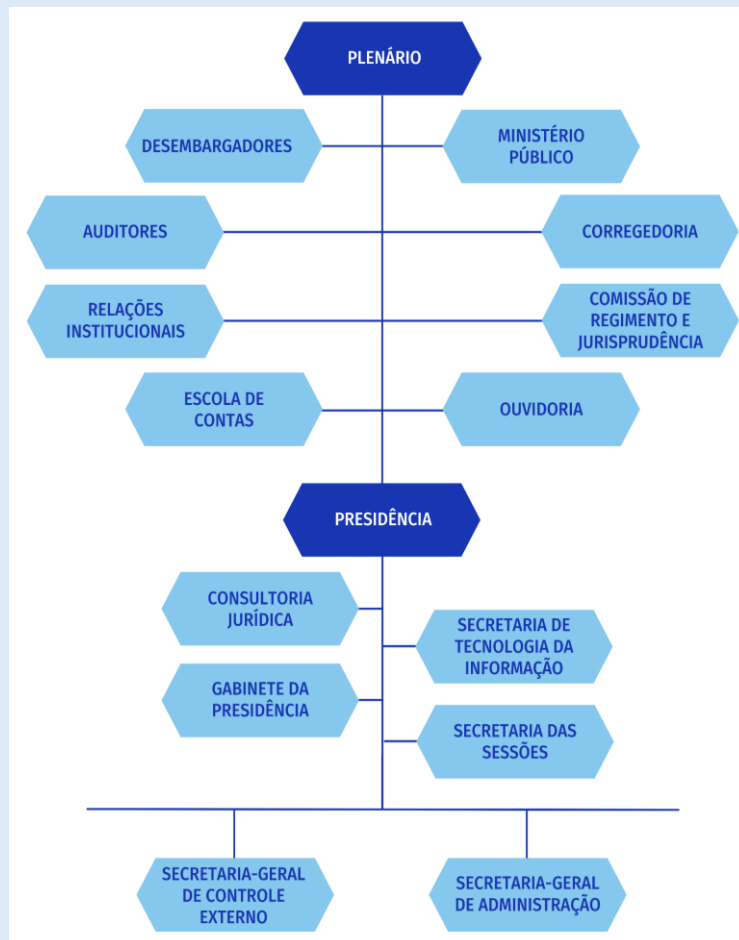 PLENÁRIO
DESEMBARGADORES
MINISTÉRIO
PÚBLICO
AUDITORES
CORREGEDORIA
RELAÇÕES
INSTITUCIONAIS
COMISSÃO DE
REGIMENTO E
JURISPRUDÊNCIA
ESCOLA DE
CONTAS
OUVIDORIA
PRESIDÊNCIA
CONSULTORIA
JURÍDICA
SECRETARIA DE
TECNOLOGIA DA
INFORMAÇÃO
GABINETE DA
PRESIDÊNCIA
SECRETARIA DAS
SESSÕES
SECRETARIA-GERAL
DE CONTROLE
EXTERNO
SECRETARIA-GERAL
DE ADMINISTRAÇÃO